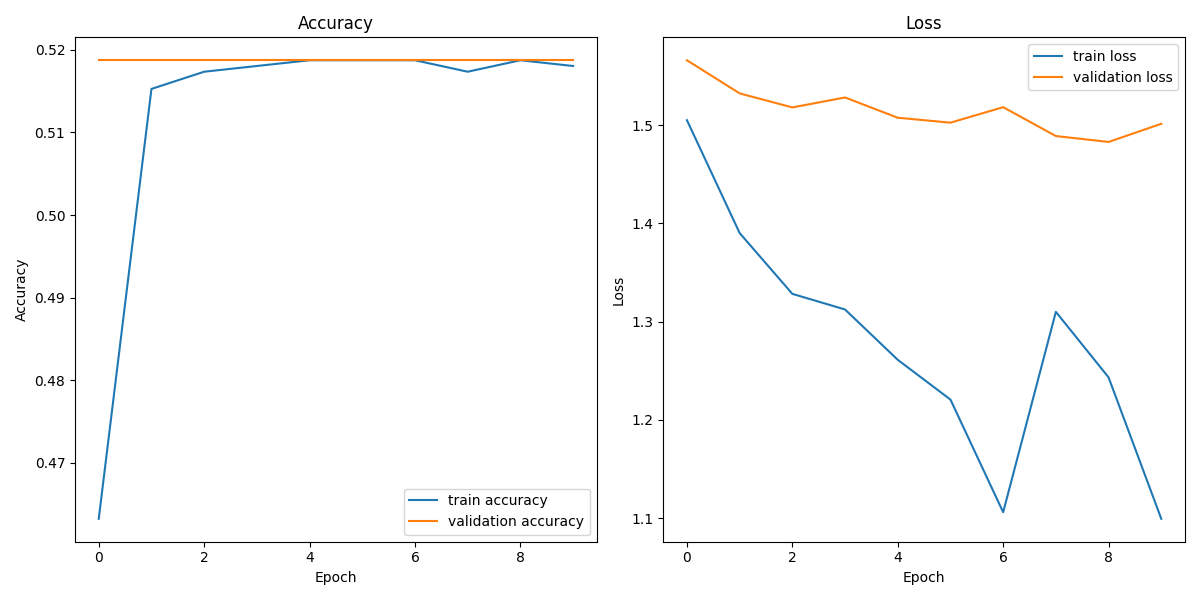 Accuracy
0.52
0.51
0.50
0.49
0.48
0.47
Accuracy
train accuracy
validation accuracy
0
2
4
6
8
Epoch
Loss
train loss
validation loss
1.5
1.4
1.3
1.2
1.1
Loss
0
2
4
6
8
Epoch